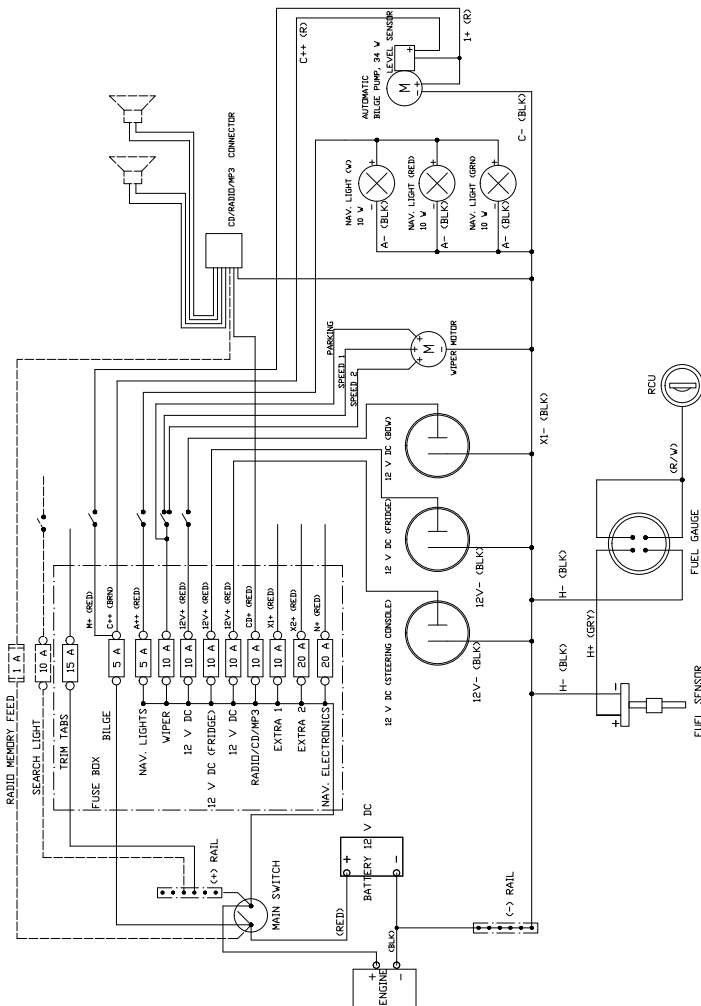 C++ (R)
1+ (R)
LEVEL SENSOR
AUTOMATIC
BILGE PUMP, 34 W
+
M
- +
C- (BLK)
CD/RADIO/MP3 CONNECTOR
NAV. LIGHT (W)
10 W
- +
A- (BLK)
NAV. LIGHT (RED)
10 W
- +
A- (BLK)
NAV. LIGHT (GRN)
10 W
- +
A- (BLK)
PARKING
SPEED 1
SPEED 2
+ + +
M
-
WIPER MOTOR
X1- (BLK)
12 V DC (BOW)
12 V DC (FRIDGE)
12V- (BLK)
12 V DC (STEERING CONSOLE)
12V- (BLK)
RCU
(R/W)
FUEL GAUGE
H- (BLK)
H+ (GRY)
H- (BLK)
+ -
FUEL SENSOR
RADIO MEMORY FEED
1 A
SEARCH LIGHT
10 A
TRIM TABS
15 A
FUSE BOX
BILGE
5 A
M+ (RED)
C++ (BRN)
NAV. LIGHTS
5 A
A++ (RED)
WIPER
10 A
12 V DC
10 A
12V+ (RED)
12 V DC (FRIDGE)
10 A
12V+ (RED)
12 V DC
10 A
12V+ (RED)
RADIO/CD/MP3
10 A
CD+ (RED)
EXTRA 1
10 A
X1+ (RED)
EXTRA 2
20 A
X2+ (RED)
NAV. ELECTRONICS
20 A
N+ (RED)
(+) RAIL
MAIN SWITCH
BATTERY 12 V DC
+ -
(RED)
(BLK)
(-) RAIL
ENGINE
+ -